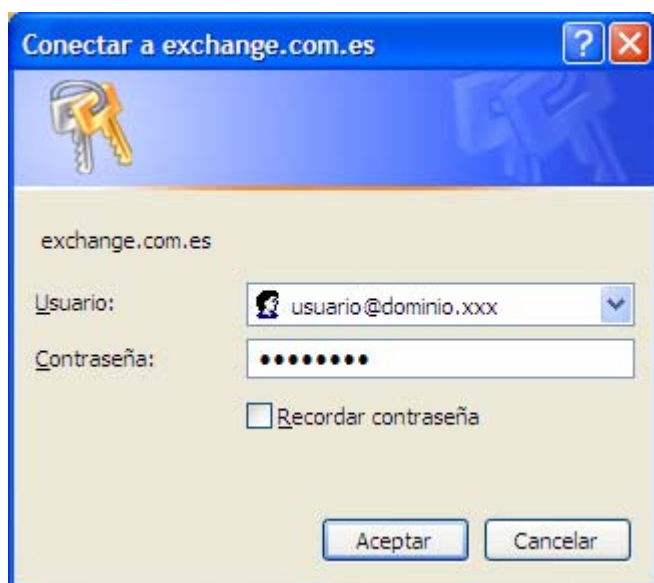 Conectar a exchange.com.es
exchange.com.es
Usuario: usuario@dominio.xxx
Contraseña: ••••••••
Recordar contraseña
Aceptar Cancelar